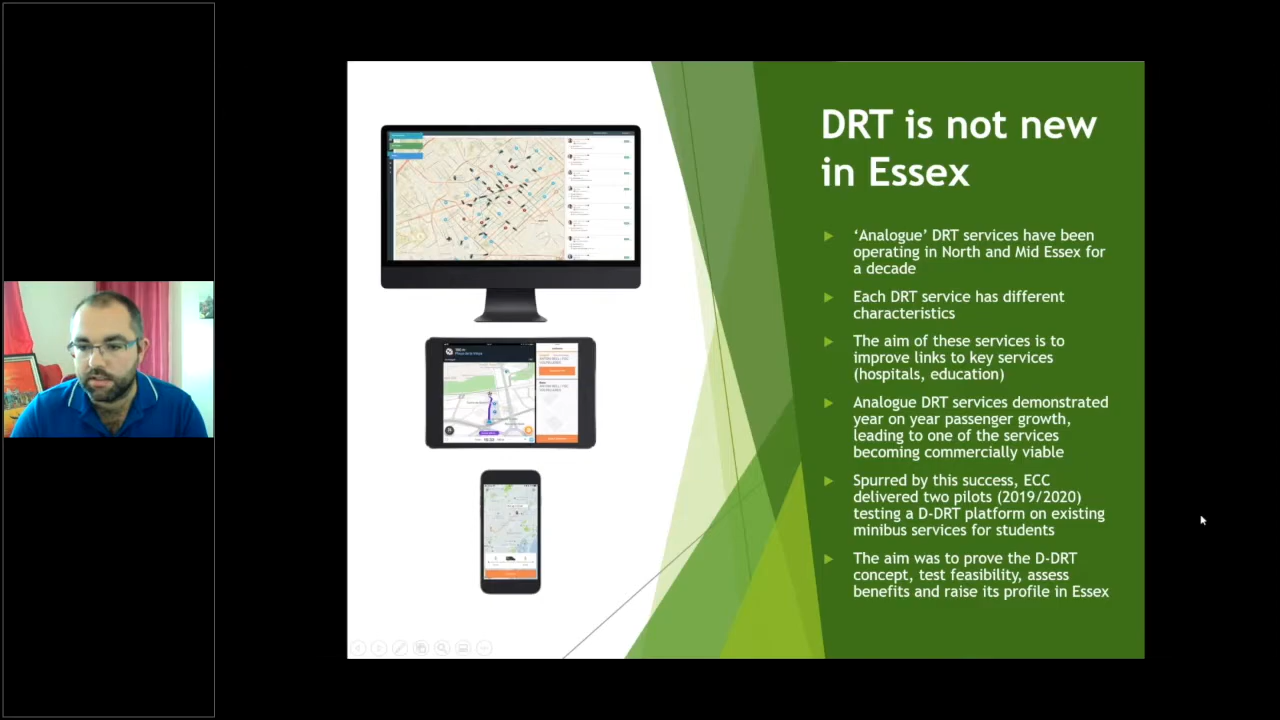 DRT is not new
in Essex
‘Analogue’ DRT services have been
operating in North and Mid Essex for
a decade
Each DRT service has different
characteristics
The aim of these services is to
improve links to key services
(hospitals, education)
Analogue DRT services demonstrated
year on year passenger growth,
leading to one of the services
becoming commercially viable
Spurred by this success, ECC
delivered two pilots (2019/2020)
testing a D-DRT platform on existing
minibus services for students
The aim was to prove the D-DRT
concept, test feasibility, assess
benefits and raise its profile in Essex